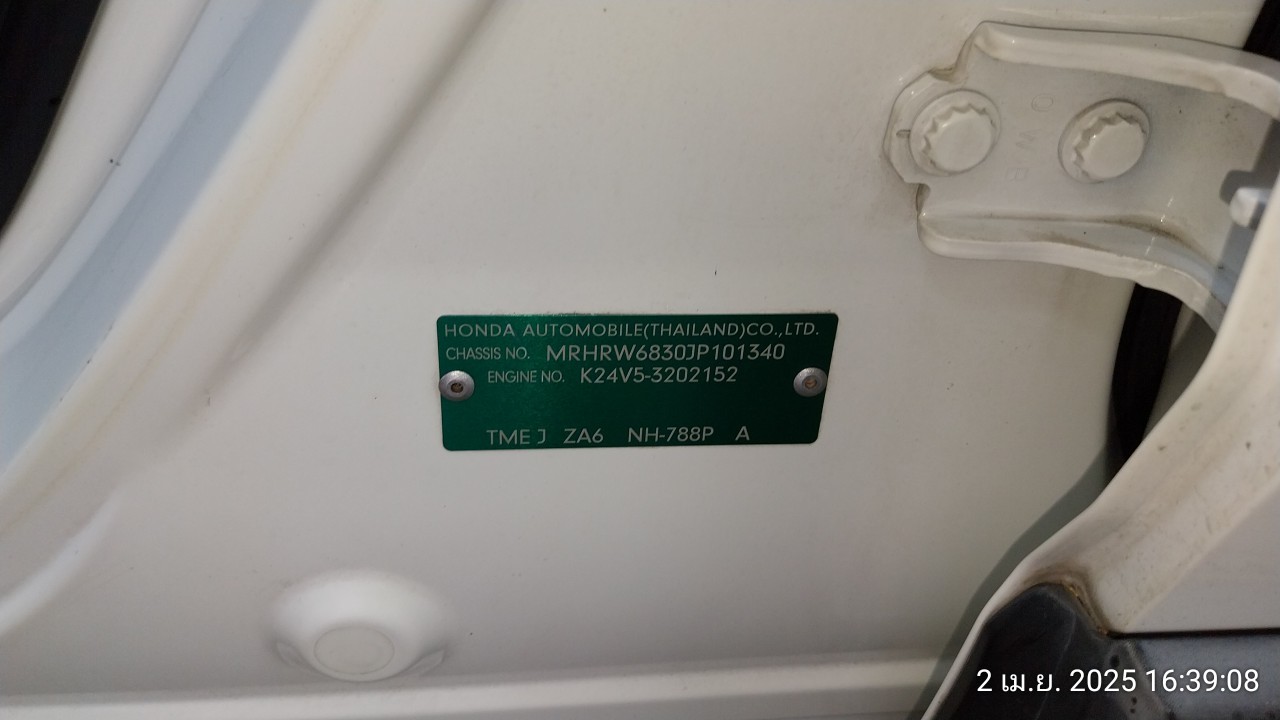 HONDA AUTOMOBILE(THAILAND)CO.,LTD.
CHASSIS NO. MRHRW6830JP101340
ENGINE NO. K24V5-3202152
TME J ZA6 NH-788P A
2 เม.ย. 2025 16:39:08